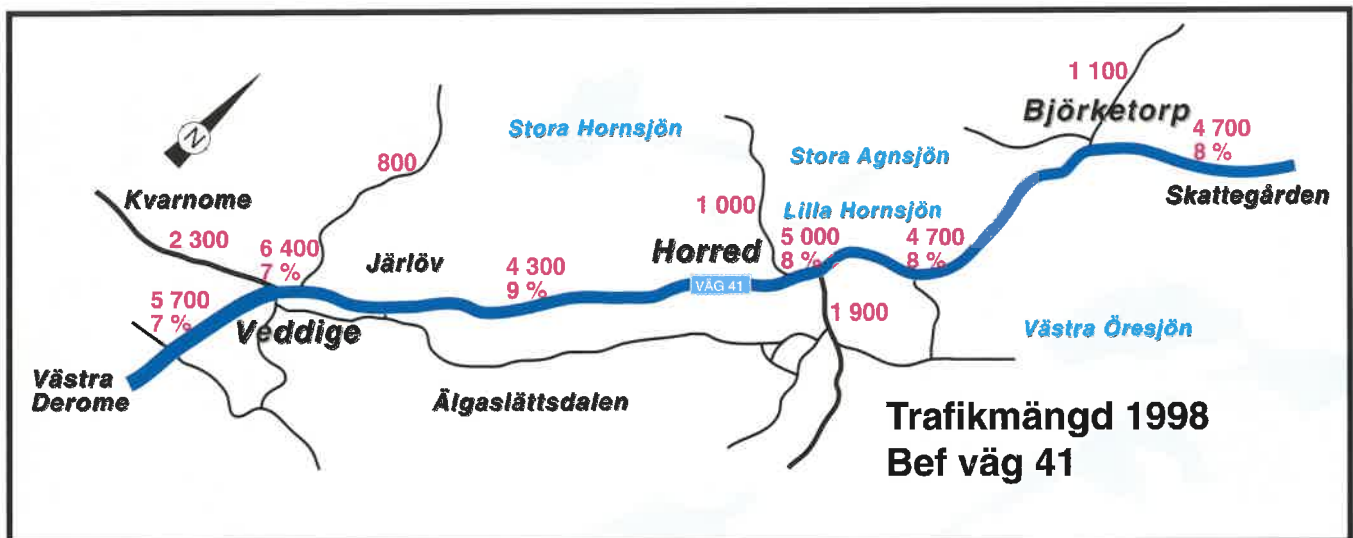 1 100
Björketorp
4 700
8 %
Skattegården
Stora Hornsjön
Stora Agnsjön
800
Kvarnome
1 000
Lilla Hornsjön
2 300
6 400
7 %
Järlöv
4 300
9 %
Horred
VÄG 41
5 000
8 %
4 700
8 %
5 700
7 %
Veddige
1 900
Västra Öresjön
Västra
Derome
Älgaslättsdalen
N
Trafikmängd 1998
Bef väg 41